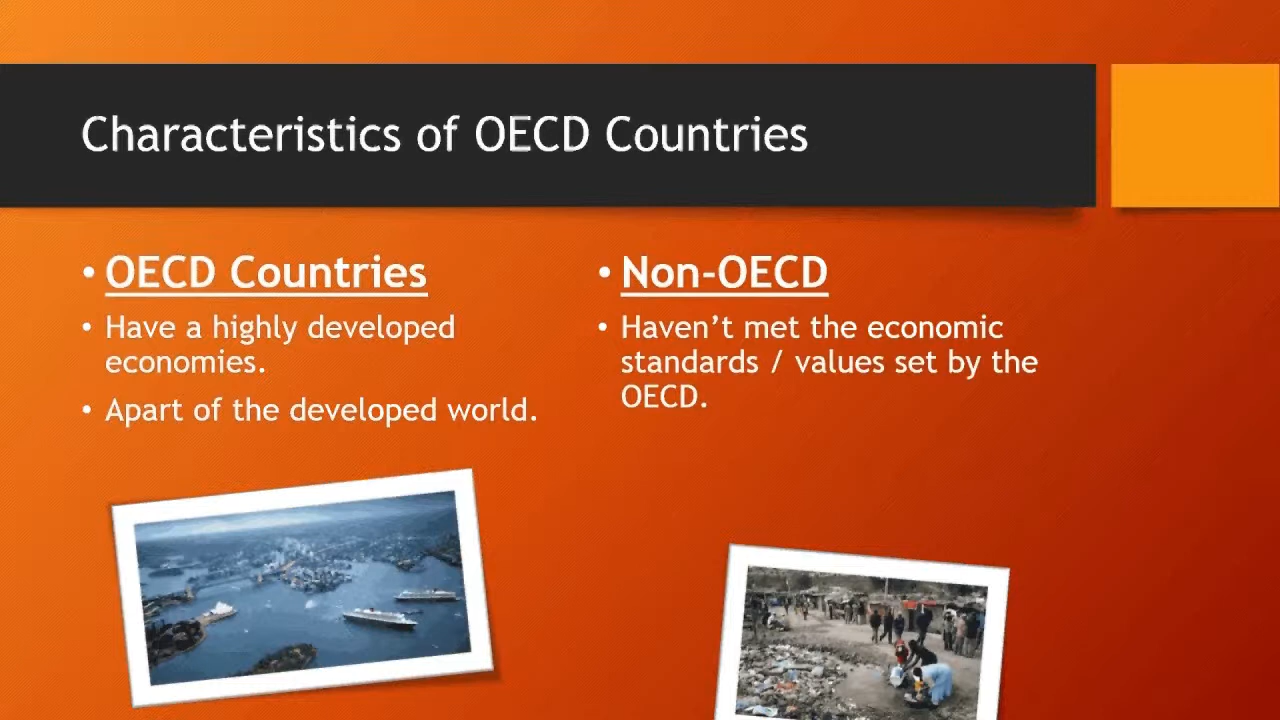 Characteristics of OECD Countries
• OECD Countries
• Have a highly developed
economies.
• Apart of the developed world.
• Non-OECD
• Haven't met the economic
standards / values set by the
OECD.